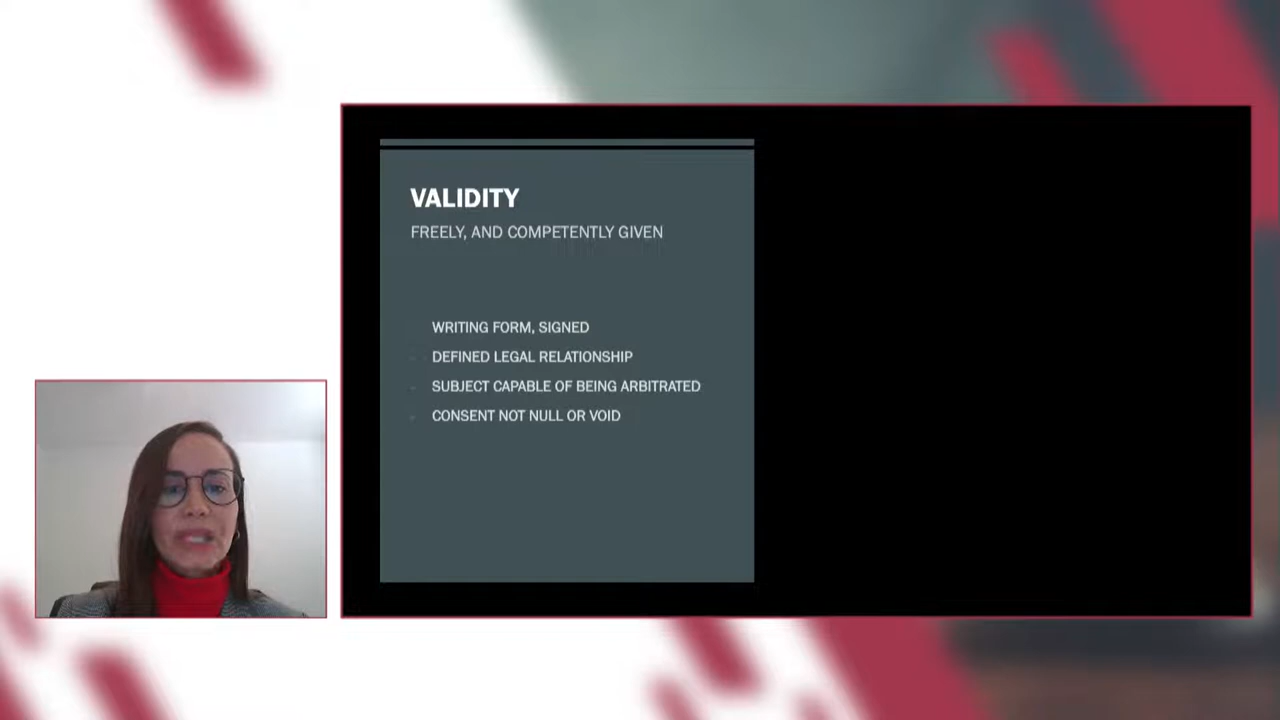 VALIDITY
FREELY, AND COMPETENTLY GIVEN
WRITING FORM, SIGNED
DEFINED LEGAL RELATIONSHIP
SUBJECT CAPABLE OF BEING ARBITRATED
CONSENT NOT NULL OR VOID